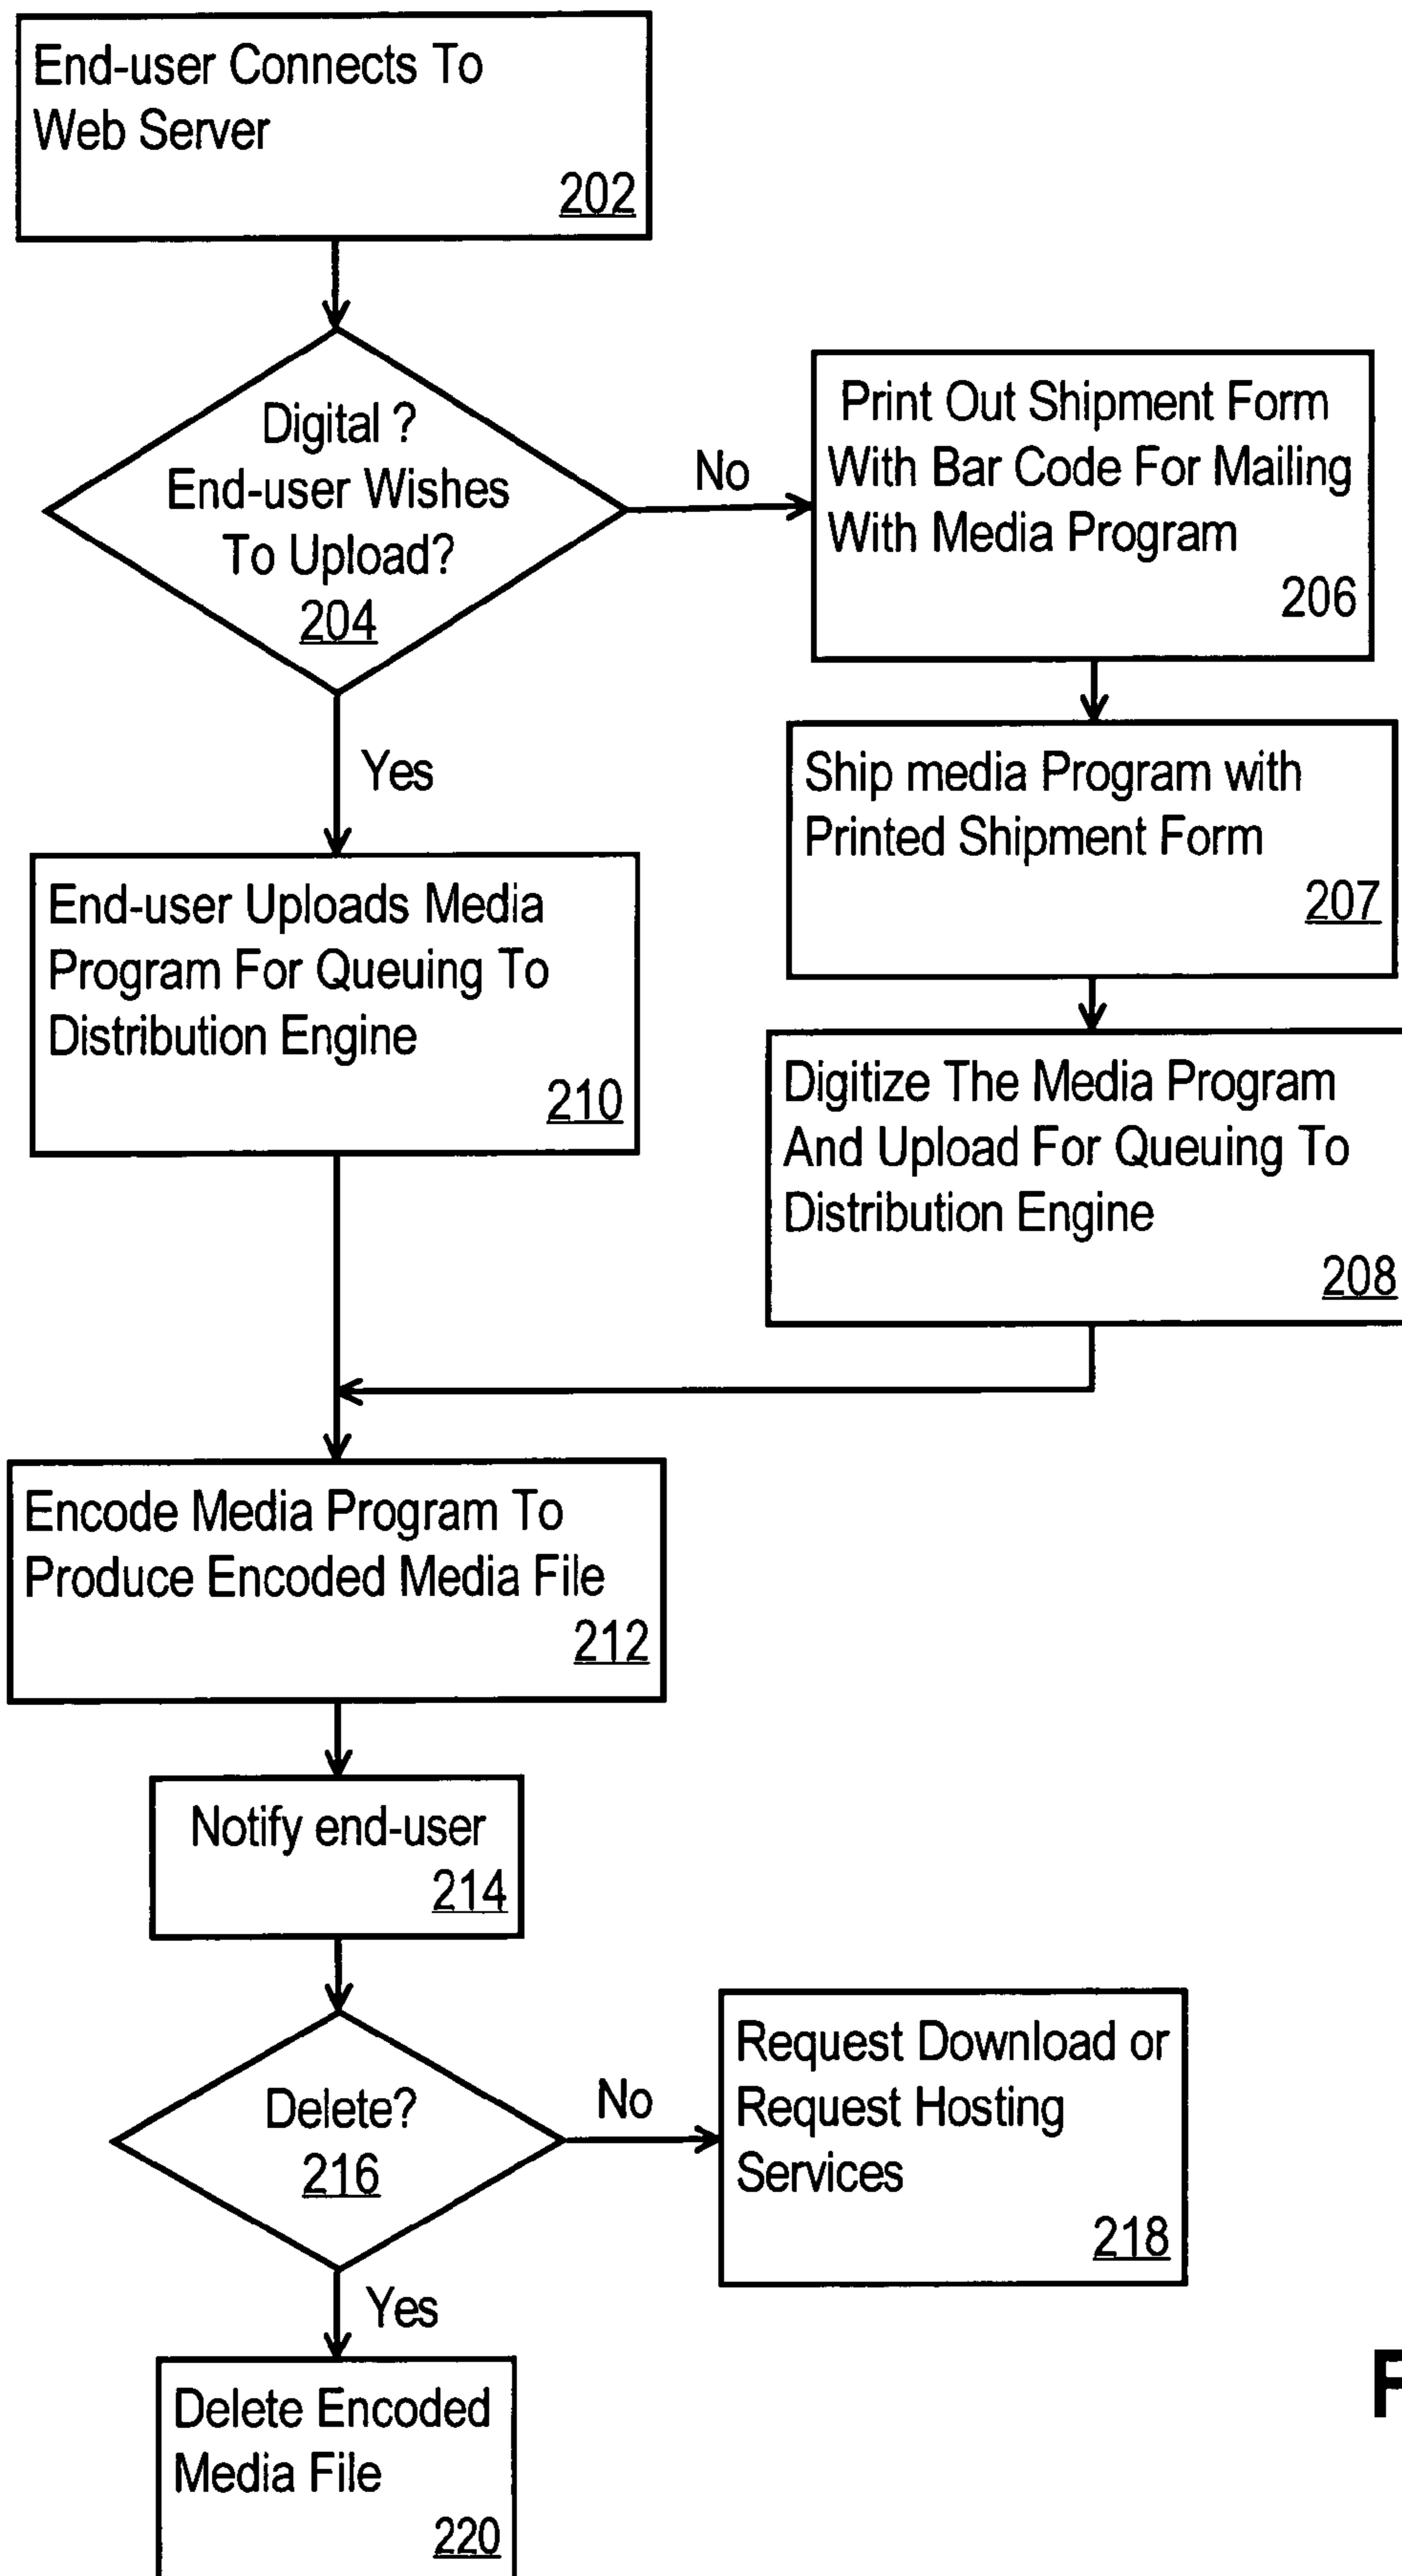 End-user Connects To
Web Server
202
Digital ?
End-user Wishes
To Upload?
204
No
Print Out Shipment Form
With Bar Code For Mailing
With Media Program
206
Yes
Ship media Program with
Printed Shipment Form
207
End-user Uploads Media
Program For Queuing To
Distribution Engine
210
Digitize The Media Program
And Upload For Queuing To
Distribution Engine
208
Encode Media Program To
Produce Encoded Media File
212
Notify end-user
214
Delete?
216
No
Request Download or
Request Hosting
Services
218
Yes
Delete Encoded
Media File
220